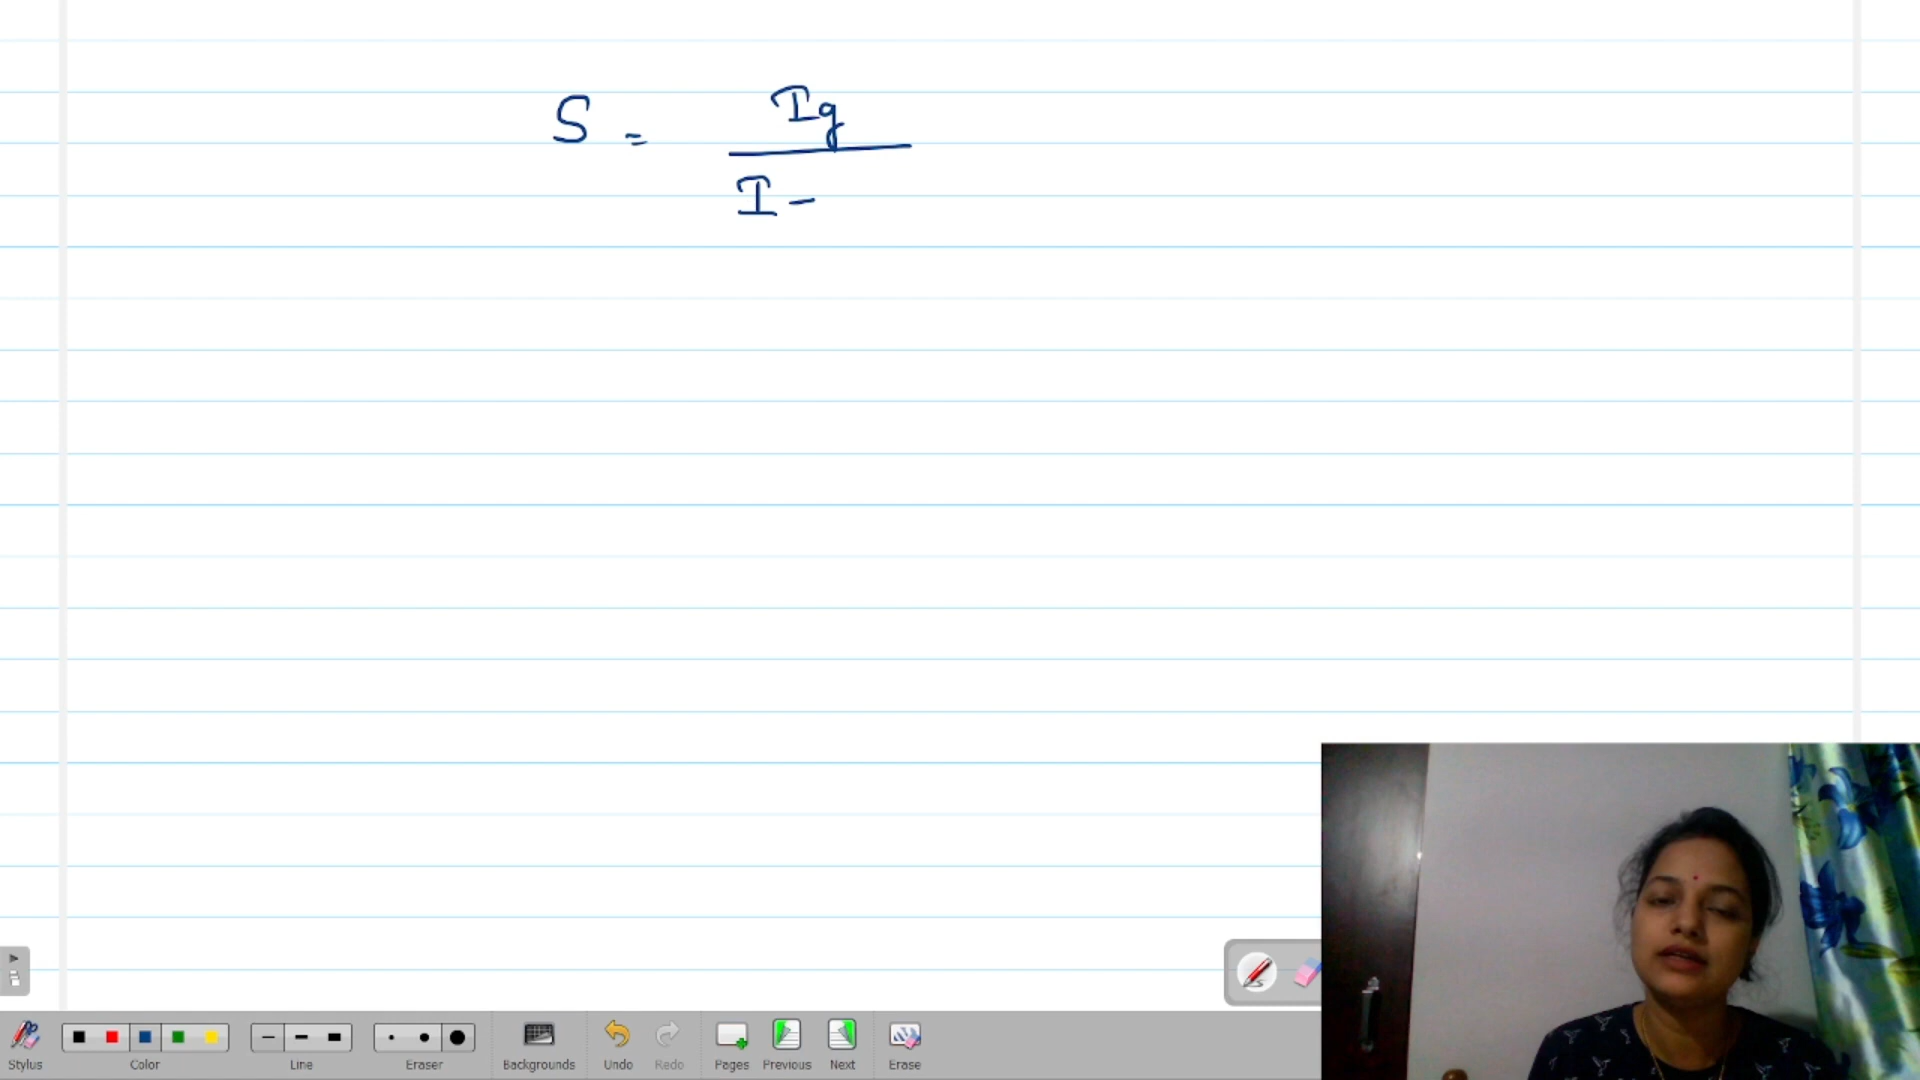 S = Ig
I -
Stylus Color Line Eraser Backgrounds Undo Redo Pages Previous Next Erase